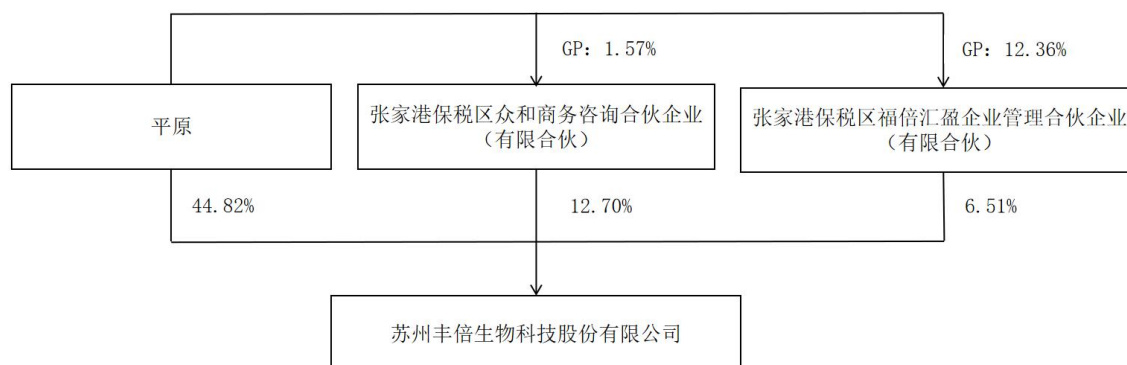 GP：1.57%
GP：12.36%
平原
张家港保税区众和商务咨询合伙企业
（有限合伙）
张家港保税区福倍汇盈企业管理合伙企业
（有限合伙）
44.82%
12.70%
6.51%
苏州丰倍生物科技股份有限公司